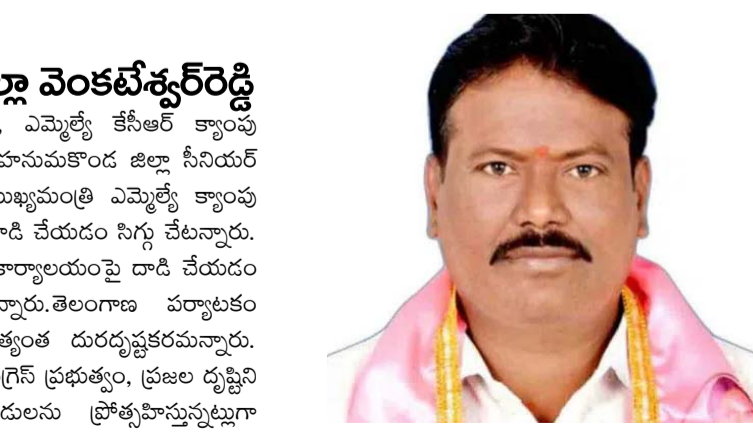 ల్లా వెంకటేశ్వర్‌రెడ్డి
ఎమ్మెల్యే కేసీఆర్ క్యాంపు
హనుమకొండ జిల్లా సీనియర్
ముఖ్యమంత్రి ఎమ్మెల్యే క్యాంపు
దాడి చేయడం సిగ్గు చేటన్నారు.
కార్యాలయంపై దాడి చేయడం
న్నారు.తెలంగాణ పర్యాటకం
త్యంత దురదృష్టకరమన్నారు.
గ్రెస్ ప్రభుత్వం, ప్రజల దృష్టిని
డులను ప్రోత్సహిస్తున్నట్లుగా